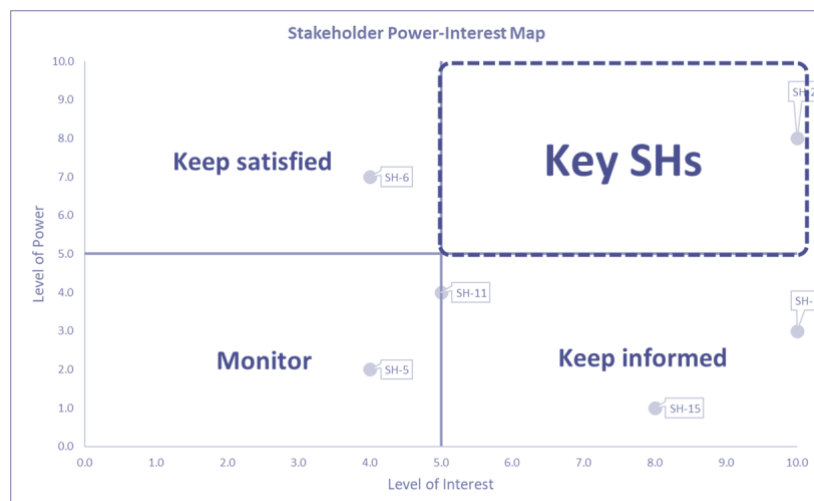 Stakeholder Power-Interest Map
10.0
9.0
8.0
7.0
6.0
5.0
4.0
3.0
2.0
1.0
0.0
Level of Power
Keep satisfied
Key SHs
SH-2
SH-6
SH-11
SH-
Monitor
SH-5
Keep informed
SH-15
0.0 1.0 2.0 3.0 4.0 5.0 6.0 7.0 8.0 9.0 10.0
Level of Interest